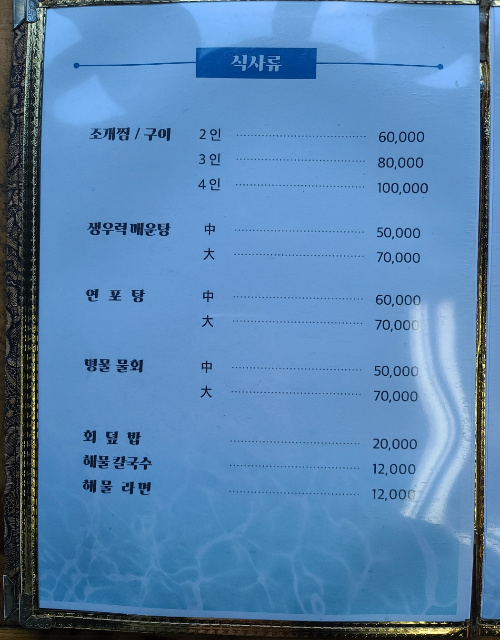 식사류
조개찜 / 구이 2인 60,000
3인 80,000
4인 100,000
생우럭매운탕 中 50,000
大 70,000
연 포 탕 中 60,000
大 70,000
명물 물회 中 50,000
大 70,000
회 덮 밥 20,000
해물칼국수 12,000
해물 라면 12,000